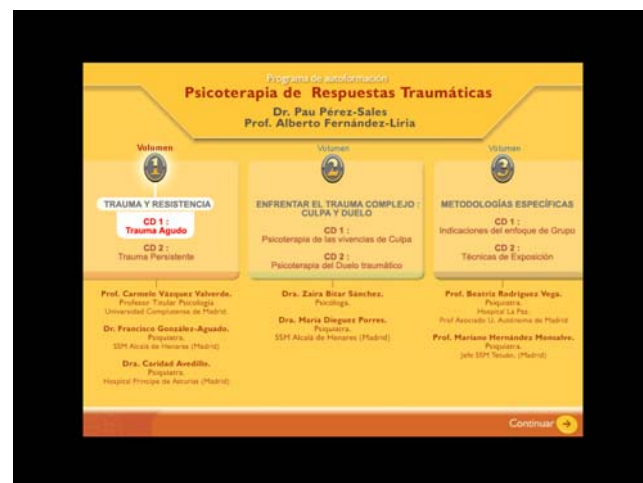 Programa de autoformación
Psicoterapia de Respuestas Traumáticas
Dr. Pau Pérez-Sales
Prof. Alberto Fernández-Liria
Volumen
1
TRAUMA Y RESISTENCIA
CD 1 :
Trauma Agudo
CD 2 :
Trauma Persistente
Prof. Carmelo Vázquez Valverde.
Profesor Titular Psicología
Universidad Complutense de Madrid
Dr. Francisco González-Aguado.
Psiquiatra.
SSM Alcalá de Henares (Madrid)
Dra. Caridad Avedillo.
Psiquiatra.
Hospital Príncipe de Asturias (Madrid)
Volumen
2
ENFRENTAR EL TRAUMA COMPLEJO :
CULPA Y DUELO
CD 1 :
Psicoterapia de las vivencias de Culpa
CD 2 :
Psicoterapia del Duelo traumático
Dra. Zaira Bitar Sánchez.
Psicóloga.
Dra. María Dieguez Porres.
Psiquiatra.
SSM Alcalá de Henares (Madrid)
Volumen
3
METODOLOGÍAS ESPECÍFICAS
CD 1 :
Indicaciones del enfoque de Grupo
CD 2 :
Técnicas de Exposición
Prof. Beatriz Rodríguez Vega.
Psiquiatra.
Hospital La Paz.
Prof Asociado U. Autónoma de Madrid
Prof. Mariano Hernández Monsalve.
Psiquiatra.
Jefe SSM Tetuán. (Madrid)
Continuar